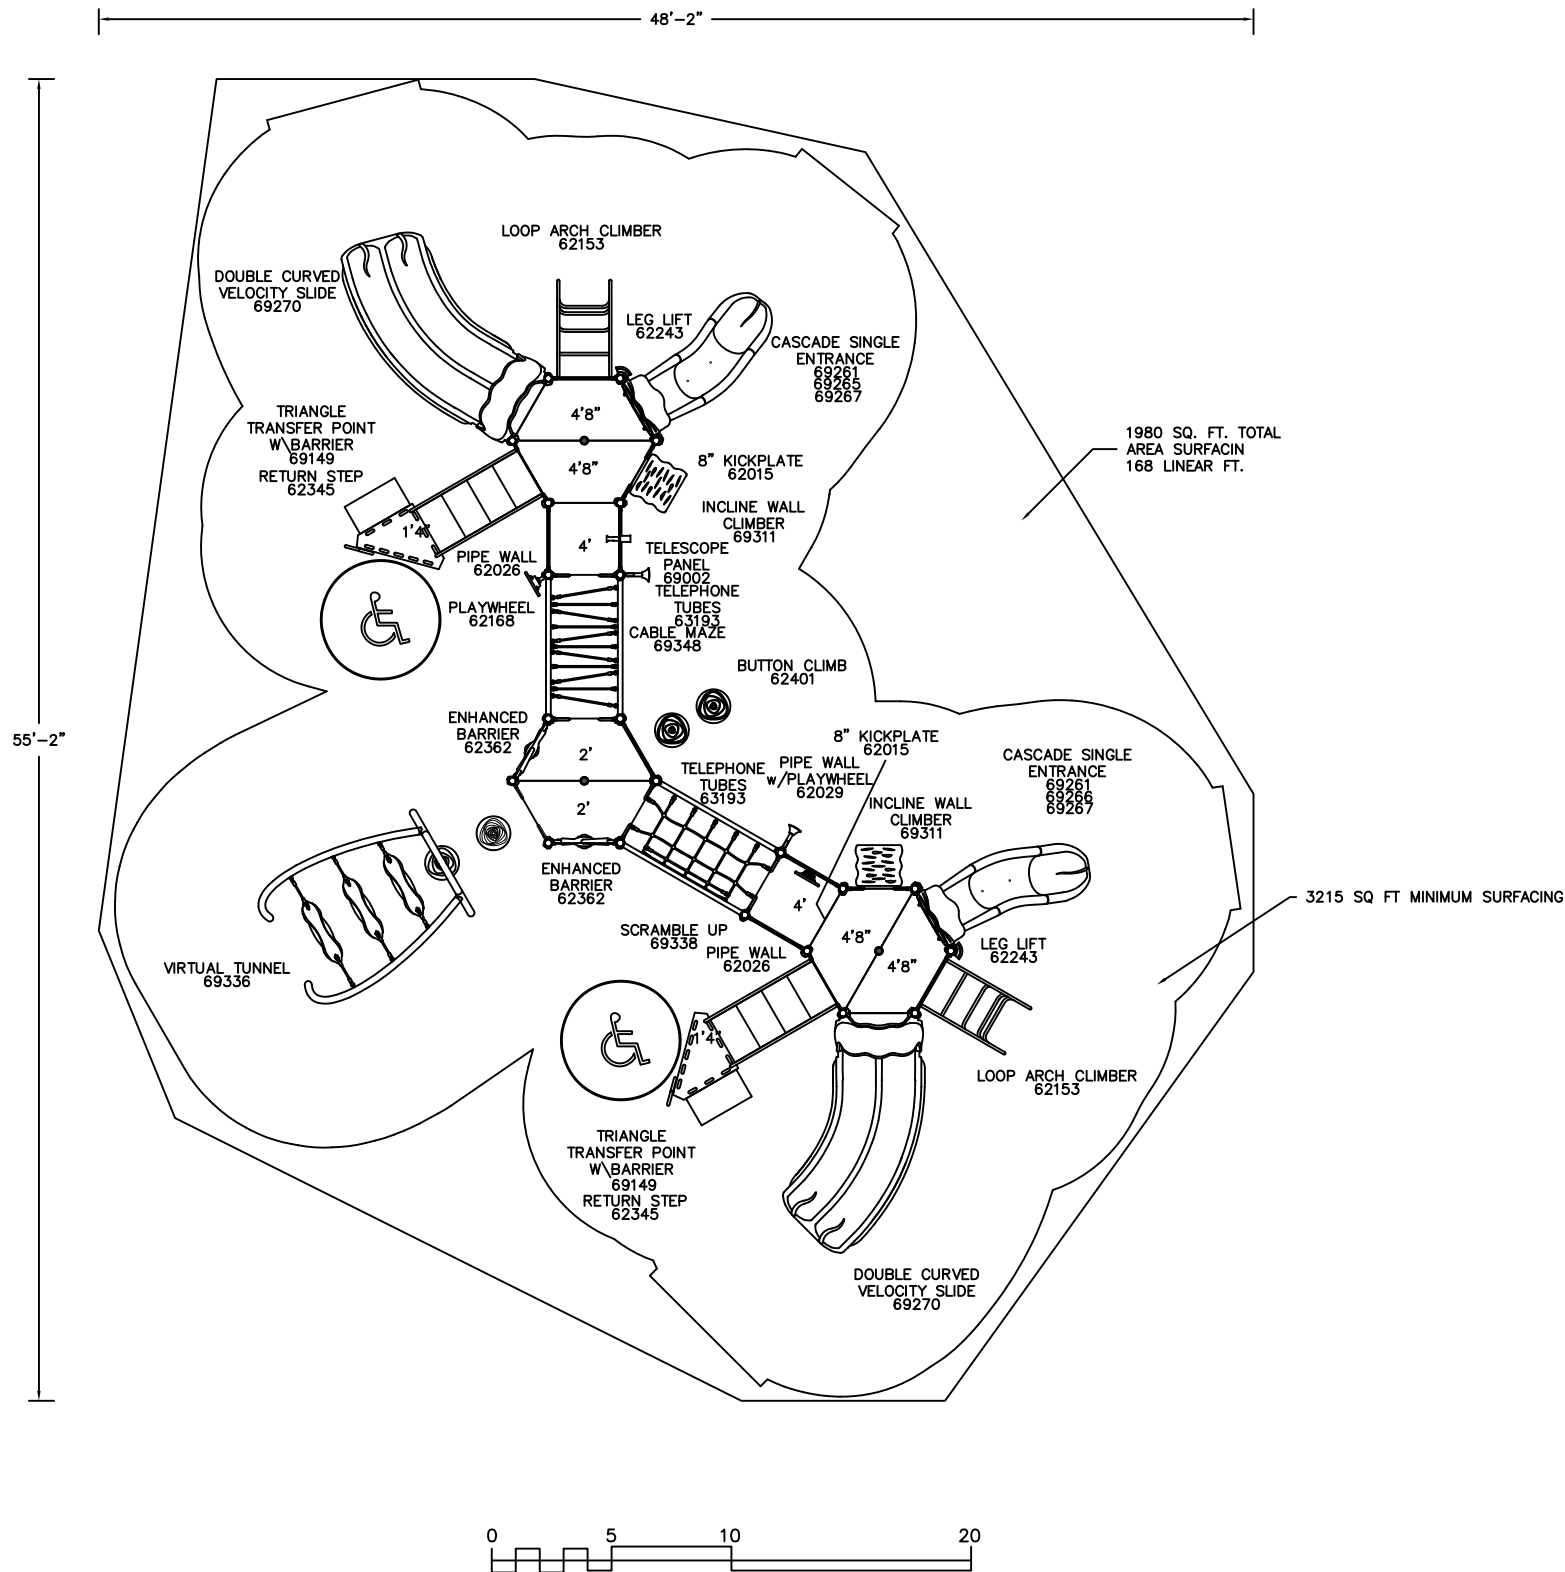 48'-2"
55'-2"
LOOP ARCH CLIMBER
62153
DOUBLE CURVED
VELOCITY SLIDE
69270
LEG LIFT
62243
CASCADE SINGLE
ENTRANCE
69261
69265
69267
4'8"
4'8"
TRIANGLE
TRANSFER POINT
W\BARRIER
69149
RETURN STEP
62345
1'4"
8" KICKPLATE
62015
INCLINE WALL
CLIMBER
69311
1980 SQ. FT. TOTAL
AREA SURFACIN
168 LINEAR FT.
4'
PIPE WALL
62026
TELESCOPE
PANEL
69002
TELEPHONE
TUBES
63193
PLAYWHEEL
62168
CABLE MAZE
69348
BUTTON CLIMB
62401
ENHANCED
BARRIER
62362
2'
2'
8" KICKPLATE
62015
TELEPHONE
TUBES
63193
PIPE WALL
w/PLAYWHEEL
62029
CASCADE SINGLE
ENTRANCE
69261
69266
69267
INCLINE WALL
CLIMBER
69311
ENHANCED
BARRIER
62362
4'
3215 SQ FT MINIMUM SURFACING
SCRAMBLE UP
69338
PIPE WALL
62026
4'8"
4'8"
LEG LIFT
62243
VIRTUAL TUNNEL
69336
1'4"
LOOP ARCH CLIMBER
62153
TRIANGLE
TRANSFER POINT
W\BARRIER
69149
RETURN STEP
62345
DOUBLE CURVED
VELOCITY SLIDE
69270
0 5 10 20